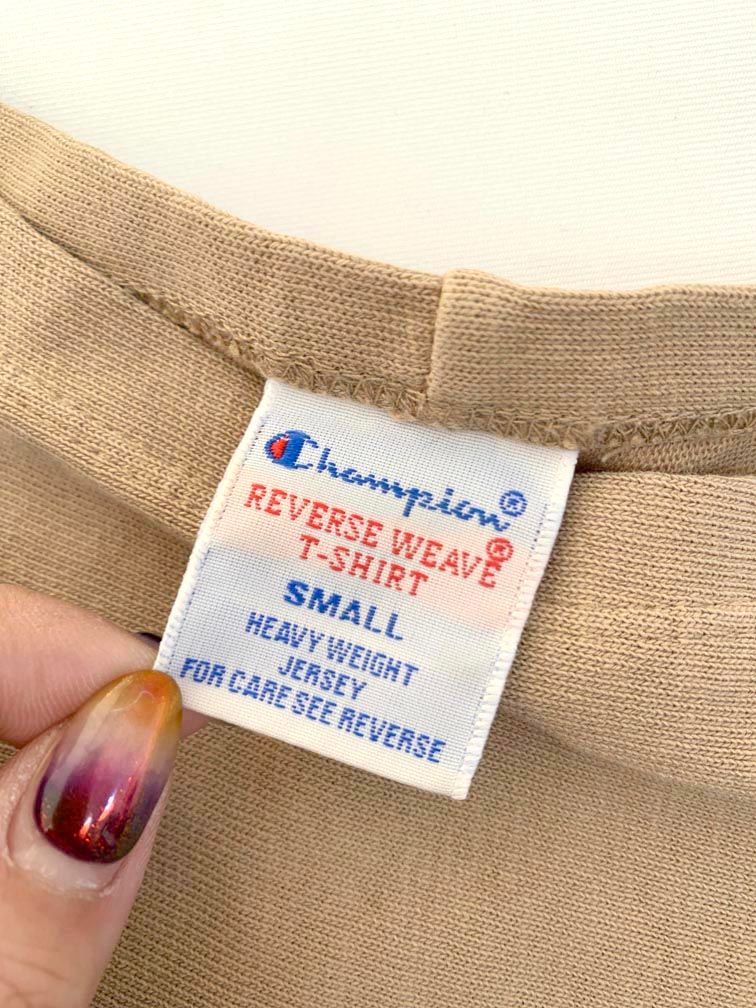 Champion®
REVERSE WEAVE®
T-SHIRT
SMALL
HEAVY WEIGHT
JERSEY
FOR CARE SEE REVERSE